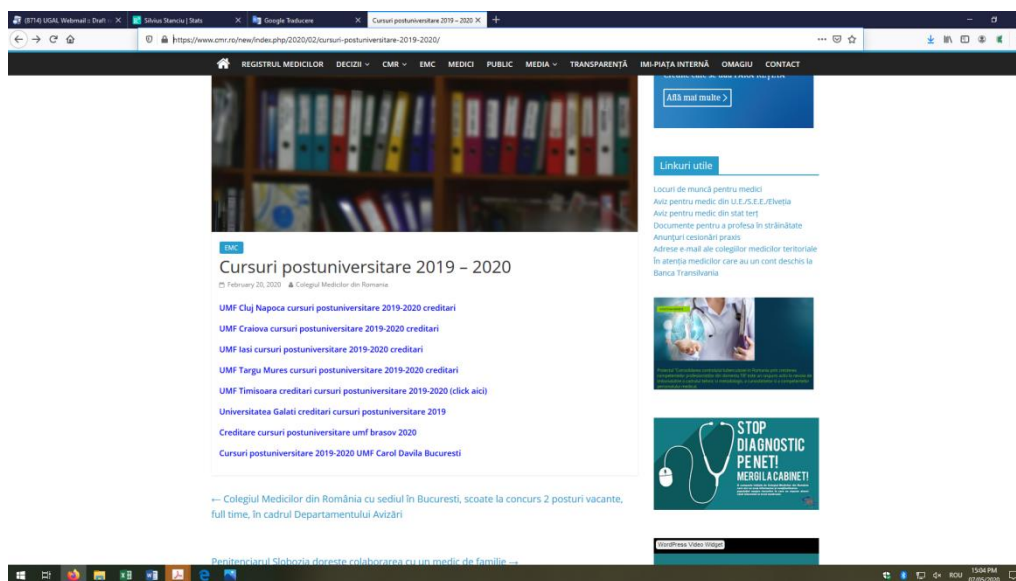 (8714) UGAL Webmail :: Draft
Silvius Stanciu | Stats
Google Traducere
Cursuri postuniversitare 2019 – 2020
https://www.cmr.ro/new/index.php/2020/02/cursuri-postuniversitare-2019-2020/
REGISTRUL MEDICILOR DECIZII CMR EMC MEDICI PUBLIC MEDIA TRANSPARENȚĂ IMI-PIAȚA INTERNĂ OMAGIU CONTACT
Află mai multe >
Linkuri utile
Locuri de muncă pentru medici
Aviz pentru medic din U.E./S.E.E./Elveția
Aviz pentru medic din stat terț
Documente pentru a profesa în străinătate
Anunțuri cesionări praxis
Adrese e-mail ale colegiilor medicilor teritoriale
În atenția medicilor care au un cont deschis la
Banca Transilvania
EMC
Cursuri postuniversitare 2019 – 2020
February 20, 2020 Colegiul Medicilor din Romania
UMF Cluj Napoca cursuri postuniversitare 2019-2020 creditari
UMF Craiova cursuri postuniversitare 2019-2020 creditari
UMF Iasi cursuri postuniversitare 2019-2020 creditari
UMF Targu Mures cursuri postuniversitare 2019-2020 creditari
UMF Timisoara creditari cursuri postuniversitare 2019-2020 (click aici)
Universitatea Galati creditari cursuri postuniversitare 2019
Creditare cursuri postuniversitare umf brasov 2020
Cursuri postuniversitare 2019-2020 UMF Carol Davila Bucuresti
← Colegiul Medicilor din România cu sediul în Bucuresti, scoate la concurs 2 posturi vacante,
full time, în cadrul Departamentului Avizări
Penitenciarul Slobozia dorește colaborarea cu un medic de familie →
STOP
DIAGNOSTIC
PE NET!
MERGI LA CABINET!
WordPress Video Widget
ROU
15:04 PM
07/05/2020